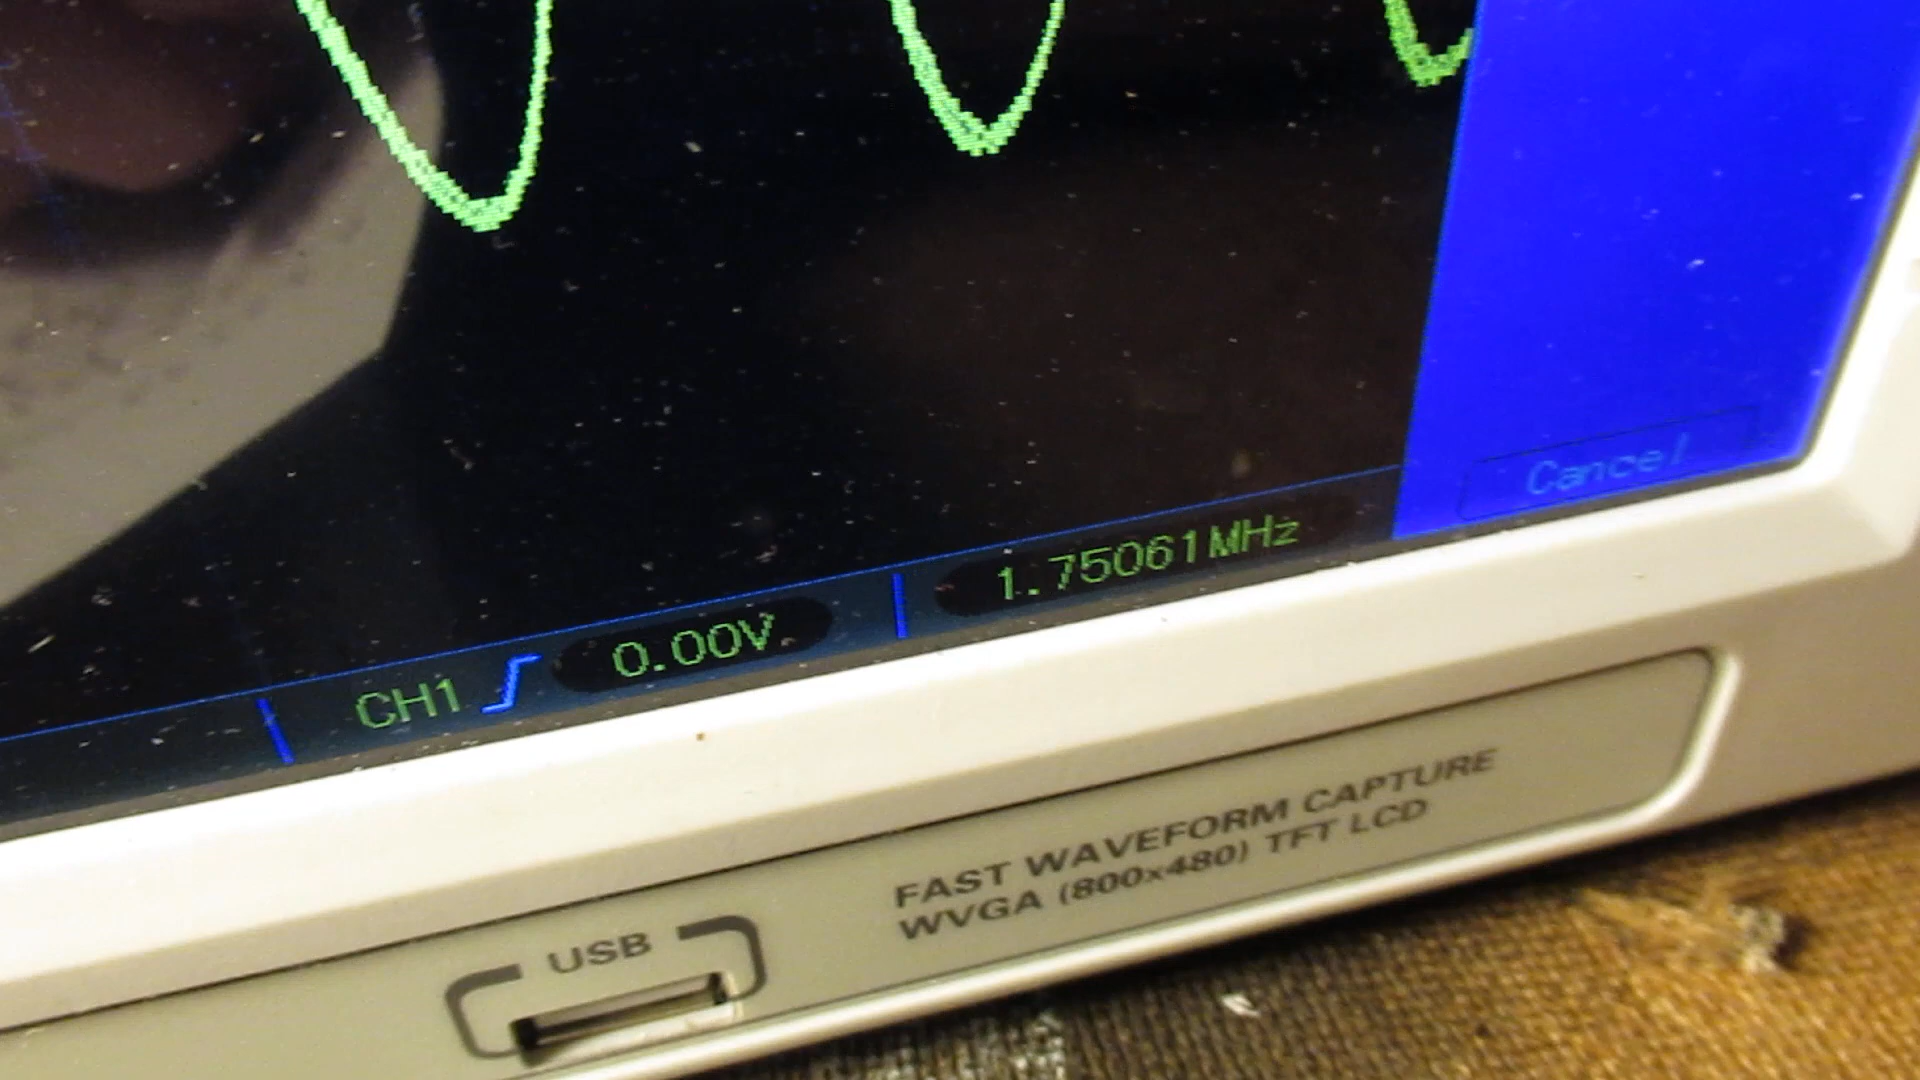 Cancel
CH1 0.00V 1.75061MHz
FAST WAVEFORM CAPTURE
WVGA (800x480) TFT LCD
USB